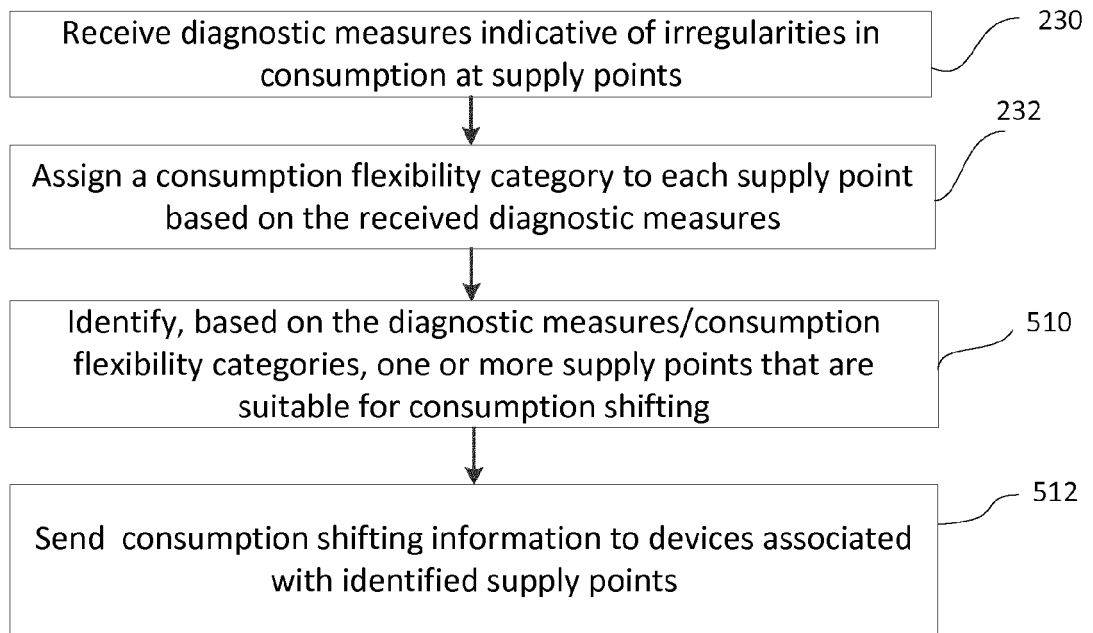 Receive diagnostic measures indicative of irregularities in
consumption at supply points
230
Assign a consumption flexibility category to each supply point
based on the received diagnostic measures
232
Identify, based on the diagnostic measures/consumption
flexibility categories, one or more supply points that are
suitable for consumption shifting
510
Send consumption shifting information to devices associated
with identified supply points
512